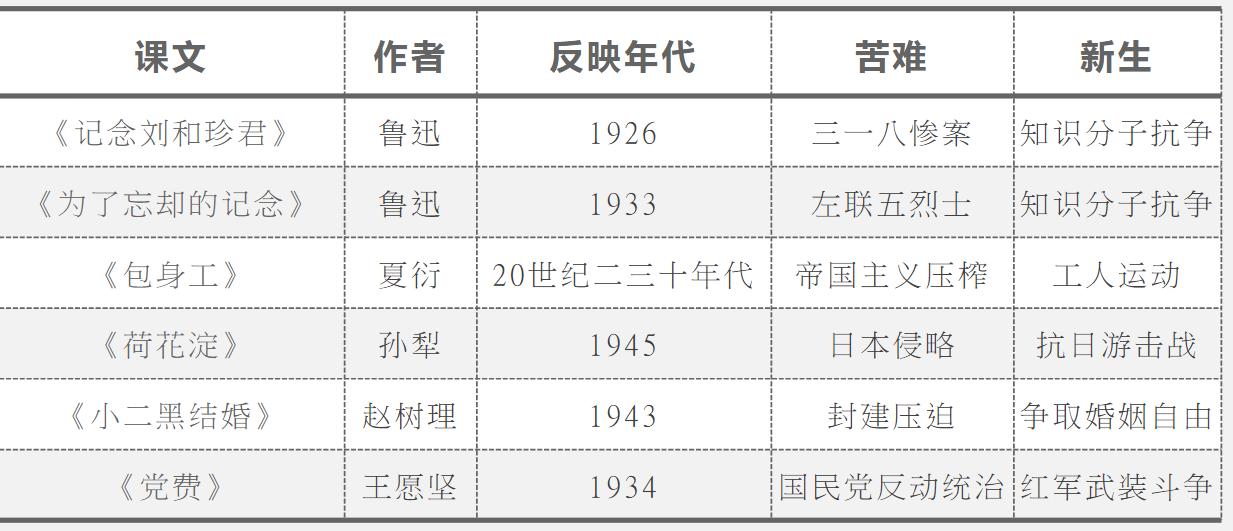 课文 作者 反映年代 苦难 新生
《记念刘和珍君》 鲁迅 1926 三一八惨案 知识分子抗争
《为了忘却的记念》 鲁迅 1933 左联五烈士 知识分子抗争
《包身工》 夏衍 20世纪二三十年代 帝国主义压榨 工人运动
《荷花淀》 孙犁 1945 日本侵略 抗日游击战
《小二黑结婚》 赵树理 1943 封建压迫 争取婚姻自由
《党费》 王愿坚 1934 国民党反动统治 红军武装斗争